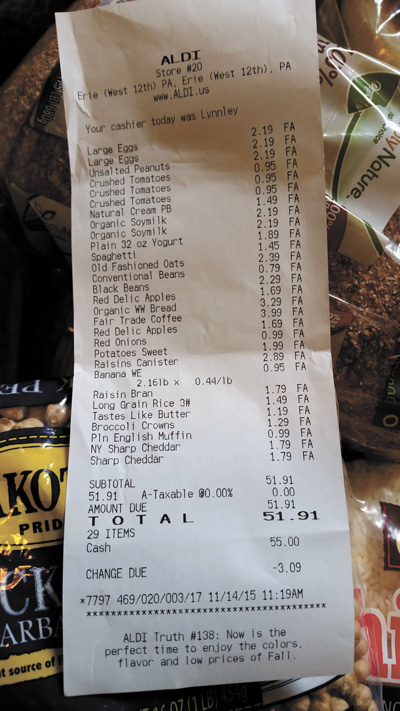 ALDI
Store #20
Erie (West 12th) PA, Erie (West 12th), PA
www.ALDI.us
Your cashier today was Lynnley
Large Eggs 2.19 FA
Large Eggs 2.19 FA
Unsalted Peanuts 2.19 FA
Crushed Tomatoes 0.95 FA
Crushed Tomatoes 0.95 FA
Crushed Tomatoes 0.95 FA
Natural Cream PB 1.49 FA
Organic Soymilk 2.19 FA
Organic Soymilk 2.19 FA
Plain 32 oz Yogurt 1.89 FA
Spaghetti 1.45 FA
Old Fashioned Oats 2.39 FA
Conventional Beans 0.79 FA
Black Beans 2.29 FA
Red Delic Apples 1.69 FA
Organic WW Bread 3.29 FA
Fair Trade Coffee 3.99 FA
Red Delic Apples 1.69 FA
Red Onions 0.99 FA
Potatoes Sweet 1.99 FA
Raisins Canister 2.89 FA
Banana WE 0.95 FA
2.16lb x 0.44/lb
Raisin Bran 1.79 FA
Long Grain Rice 3# 1.49 FA
Tastes Like Butter 1.19 FA
Broccoli Crowns 1.29 FA
Pln English Muffin 0.99 FA
NY Sharp Cheddar 1.79 FA
Sharp Cheddar 1.79 FA
SUBTOTAL 51.91
51.91 A-Taxable @0.00% 0.00
AMOUNT DUE 51.91
TOTAL 51.91
29 ITEMS
Cash 55.00
CHANGE DUE -3.09
*7797 469/020/003/17 11/14/15 11:19AM
****************************************
ALDI Truth #138: Now is the
perfect time to enjoy the colors,
flavor and low prices of Fall.
Nature.
PRID
CK
ARBA